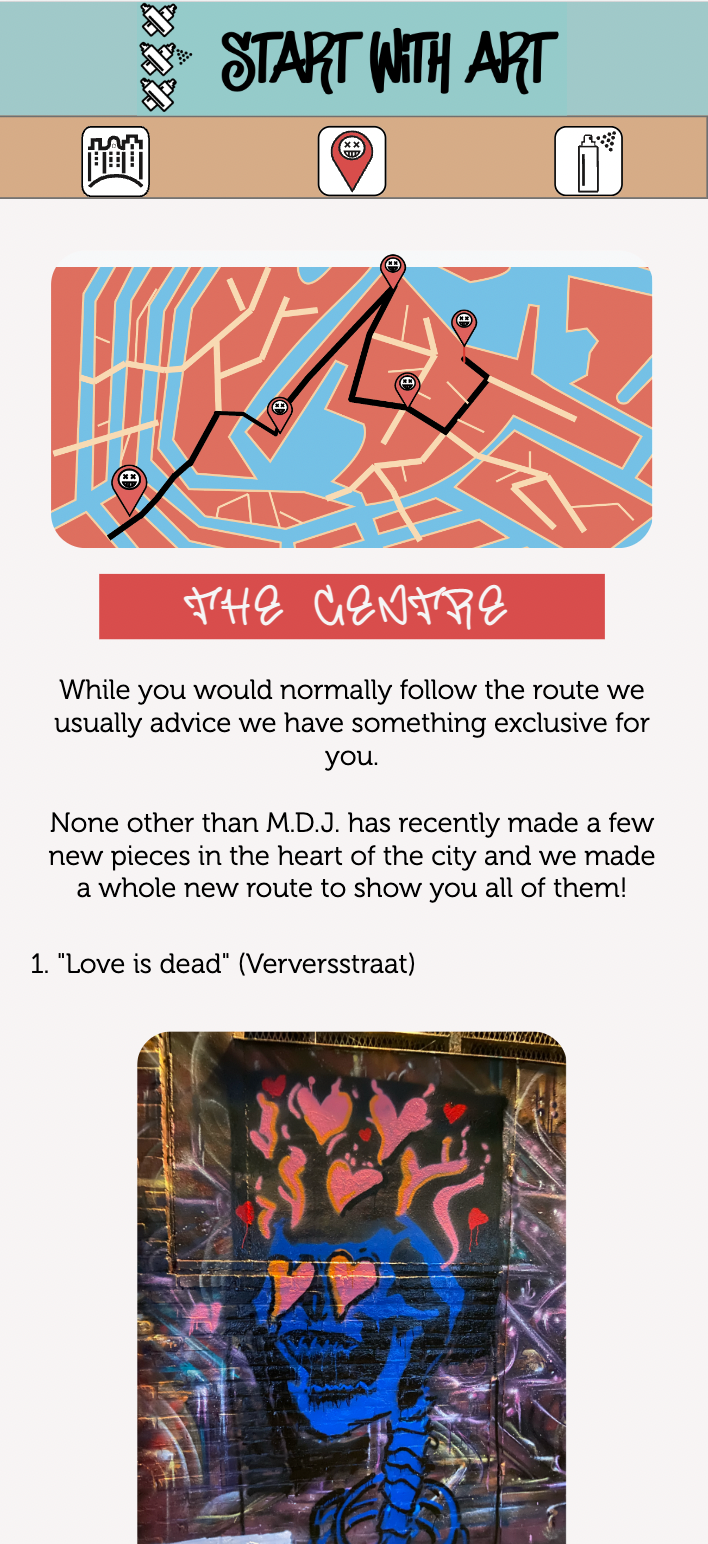 START WITH ART
THE CENTRE
While you would normally follow the route we
usually advice we have something exclusive for
you.
None other than M.D.J. has recently made a few
new pieces in the heart of the city and we made
a whole new route to show you all of them!
1. "Love is dead" (Verversstraat)